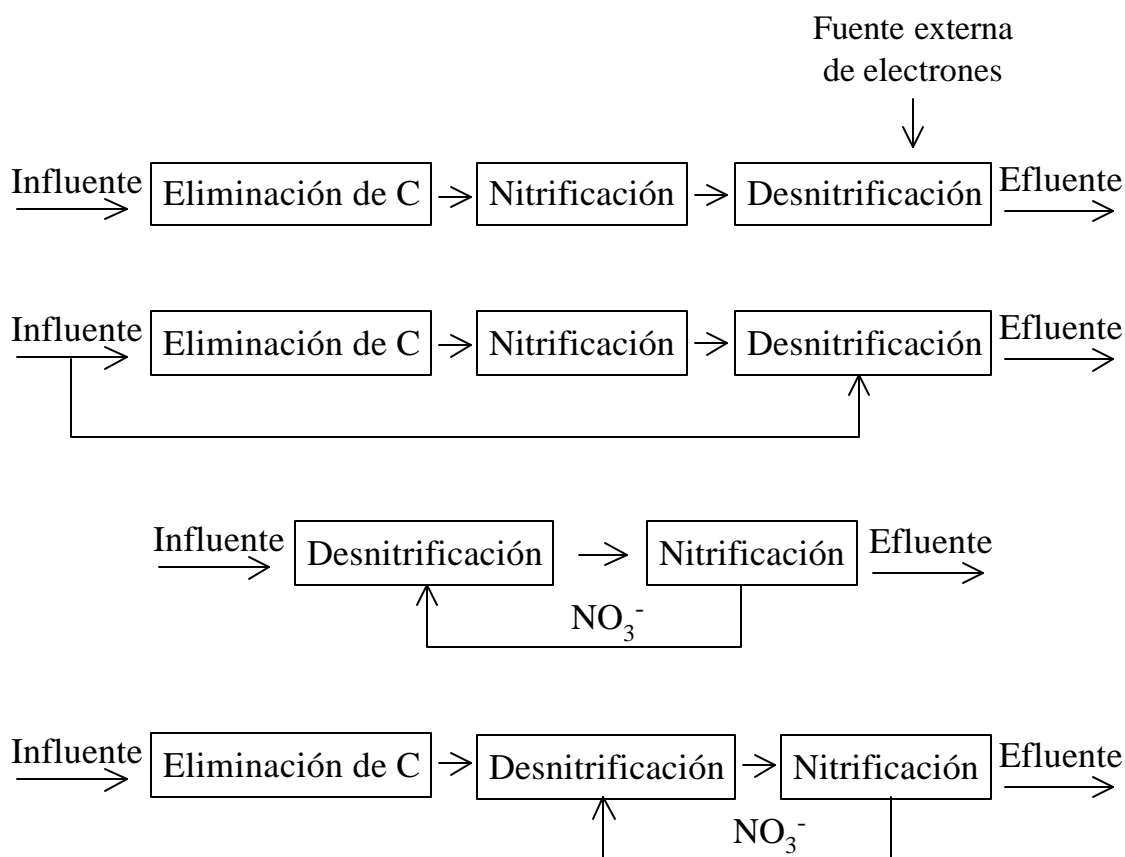 Fuente externa
de electrones
Influente
Eliminación de C
Nitrificación
Desnitrificación
Efluente
Influente
Eliminación de C
Nitrificación
Desnitrificación
Efluente
Influente
Desnitrificación
Nitrificación
Efluente
NO₃⁻
Influente
Eliminación de C
Desnitrificación
Nitrificación
Efluente
NO₃⁻